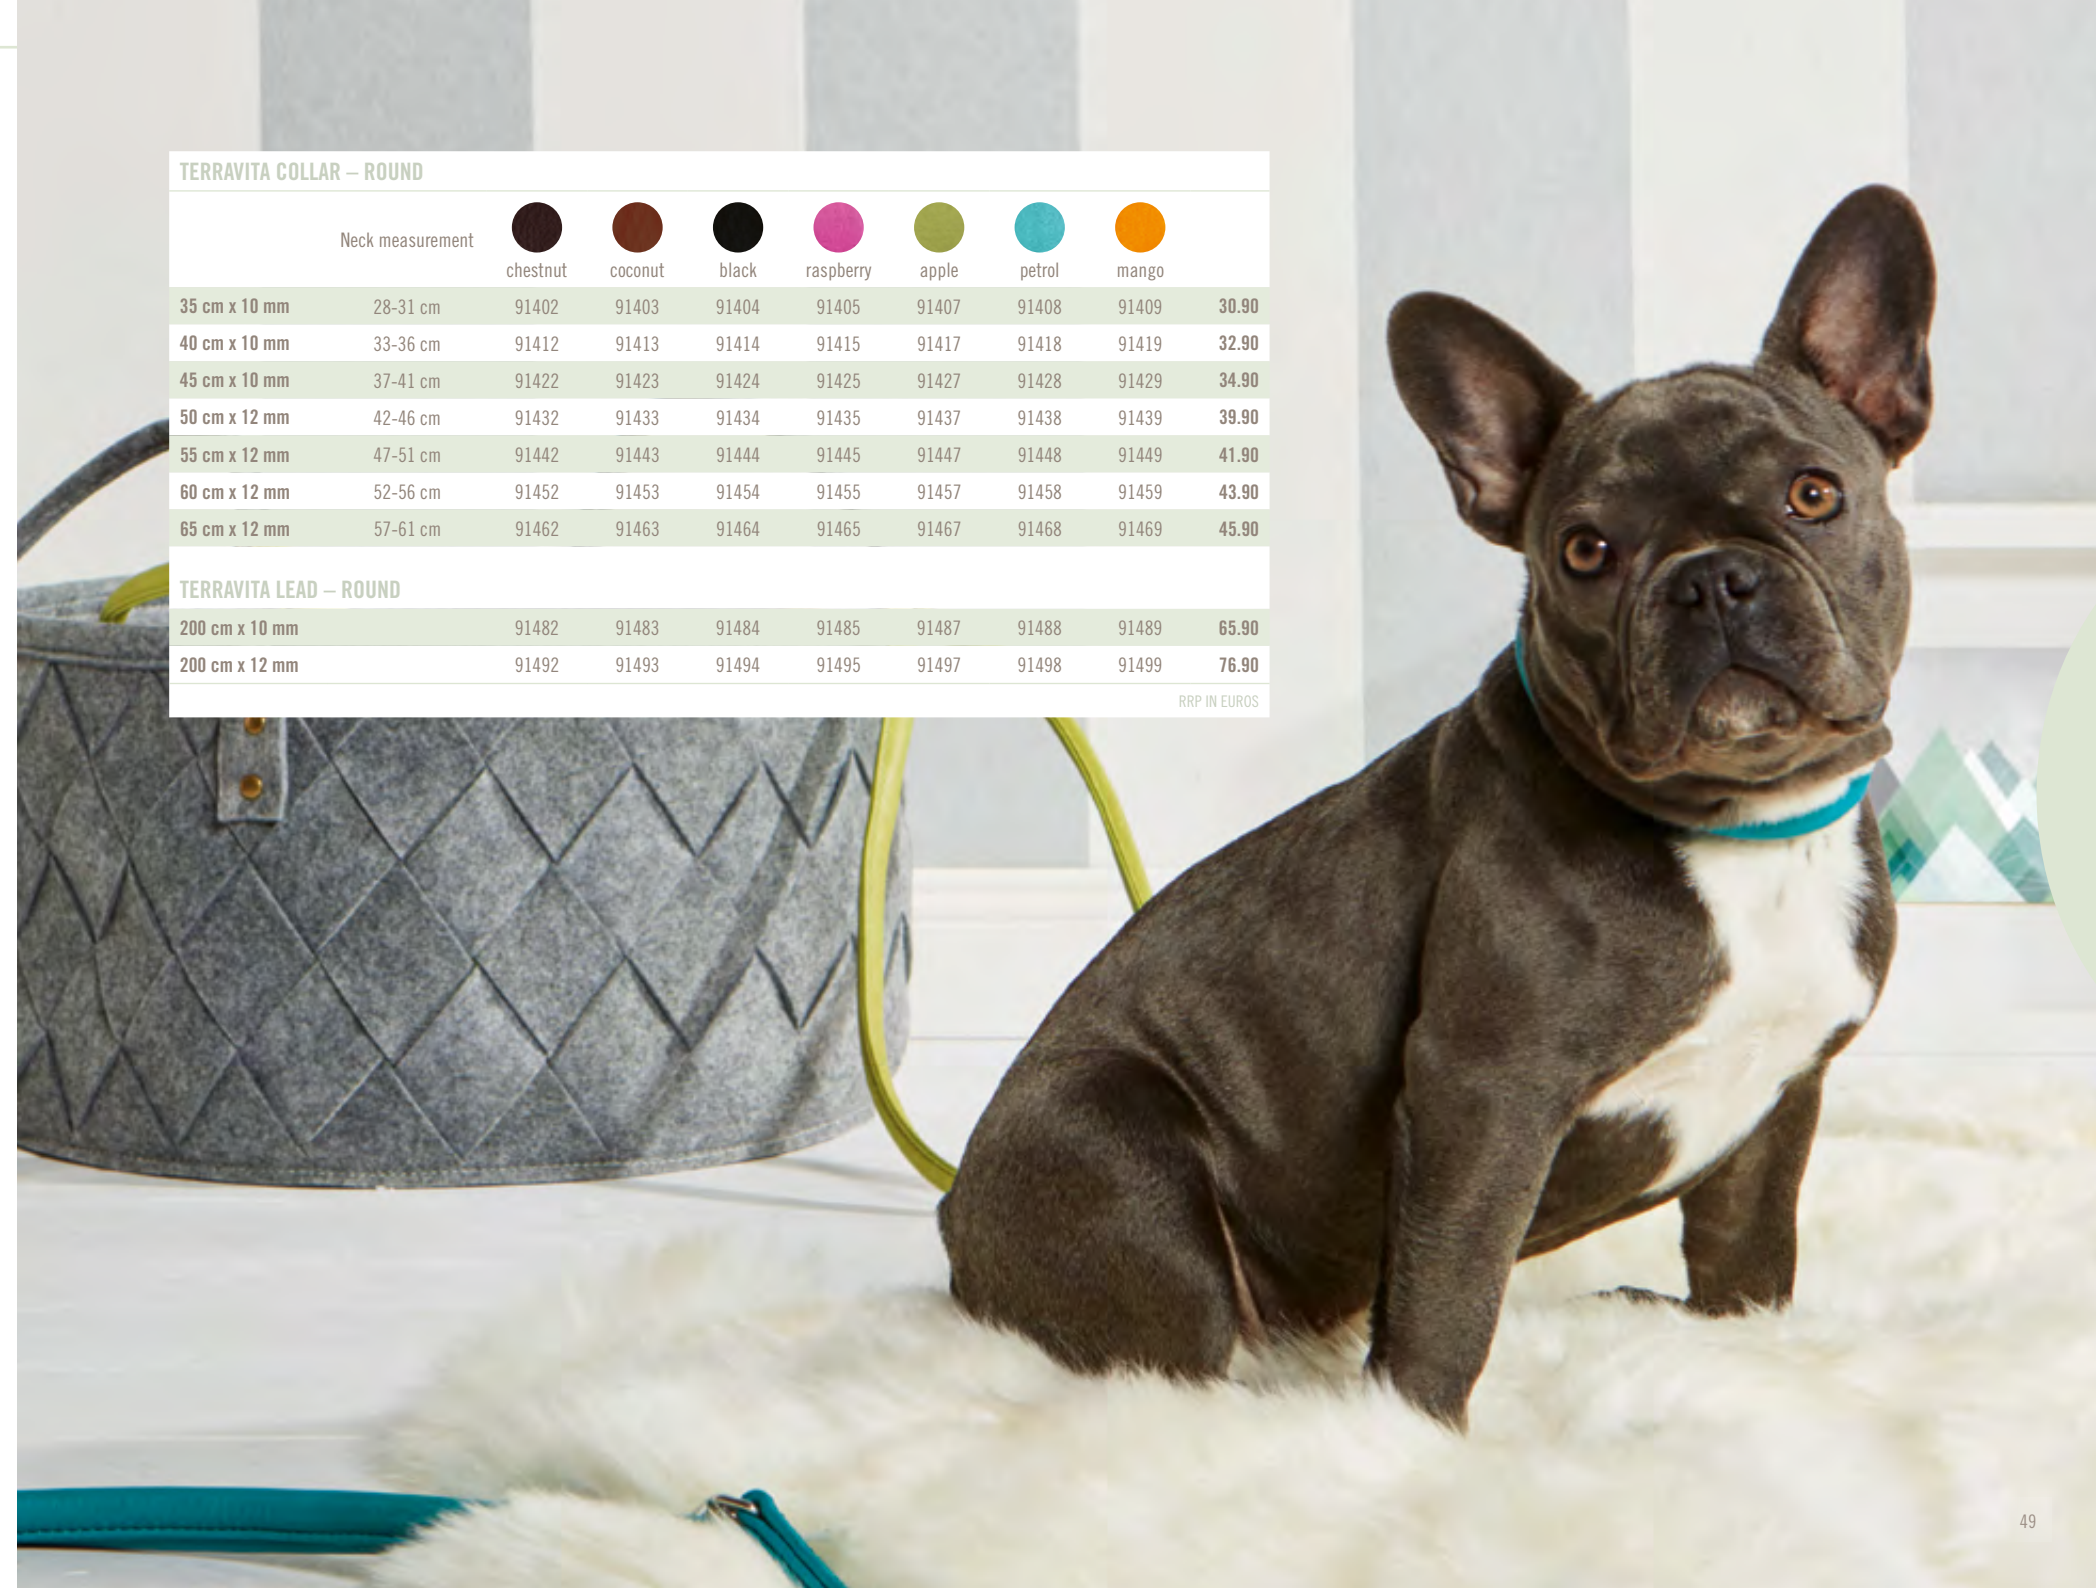 TERRAVITA COLLAR – ROUND
Neck measurement
chestnut coconut black raspberry apple petrol mango
35 cm x 10 mm 28-31 cm 91402 91403 91404 91405 91407 91408 91409 30.90
40 cm x 10 mm 33-36 cm 91412 91413 91414 91415 91417 91418 91419 32.90
45 cm x 10 mm 37-41 cm 91422 91423 91424 91425 91427 91428 91429 34.90
50 cm x 12 mm 42-46 cm 91432 91433 91434 91435 91437 91438 91439 39.90
55 cm x 12 mm 47-51 cm 91442 91443 91444 91445 91447 91448 91449 41.90
60 cm x 12 mm 52-56 cm 91452 91453 91454 91455 91457 91458 91459 43.90
65 cm x 12 mm 57-61 cm 91462 91463 91464 91465 91467 91468 91469 45.90
TERRAVITA LEAD – ROUND
200 cm x 10 mm 91482 91483 91484 91485 91487 91488 91489 65.90
200 cm x 12 mm 91492 91493 91494 91495 91497 91498 91499 76.90
RRP IN EUROS
49